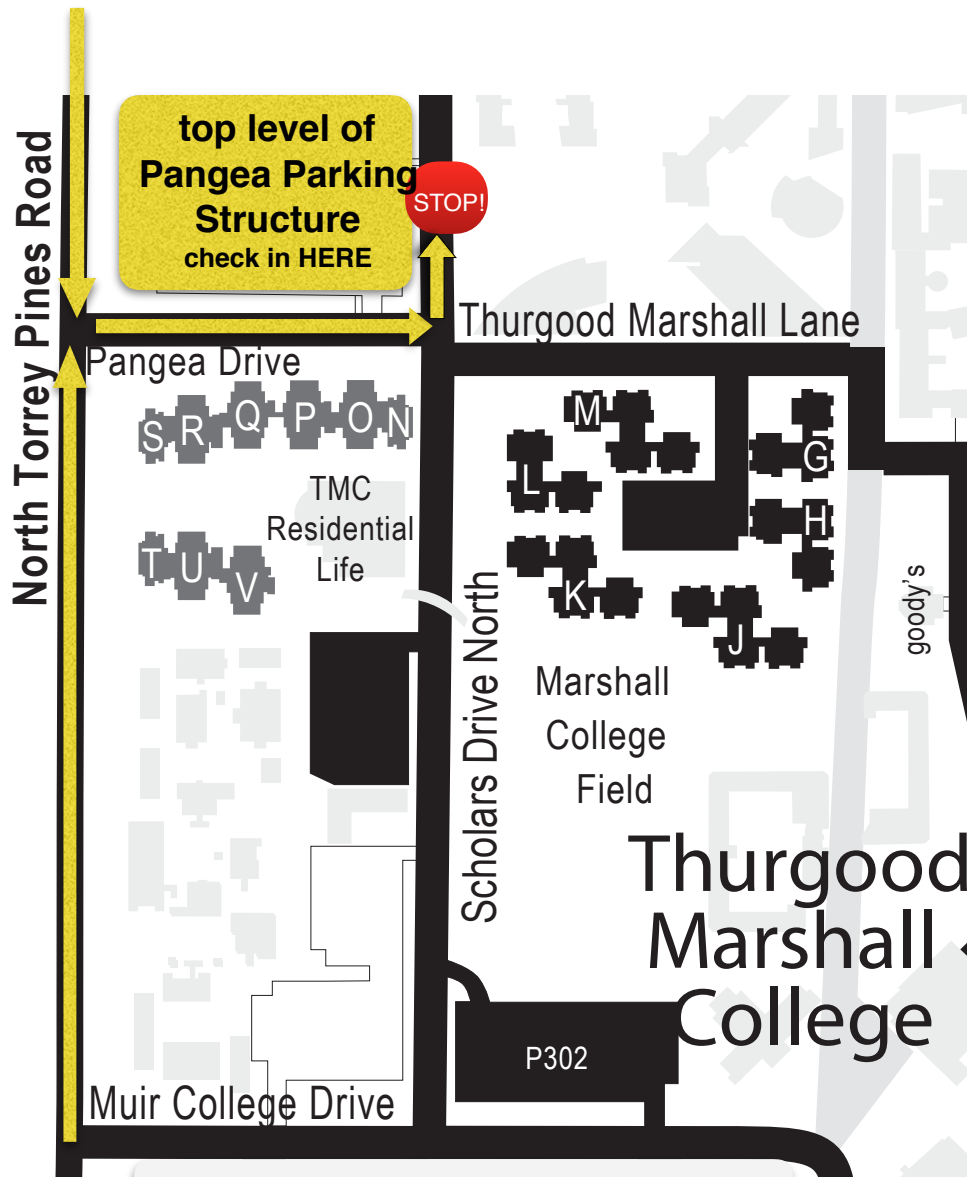 top level of
Pangea Parking
Structure
check in HERE
STOP!
North Torrey Pines Road
Thurgood Marshall Lane
Pangea Drive
S R Q P O N
M
L
G
H
TMC
Residential
Life
T U V
K
J
goody's
Scholars Drive North
Marshall
College
Field
Thurgood
Marshall
College
P302
Muir College Drive